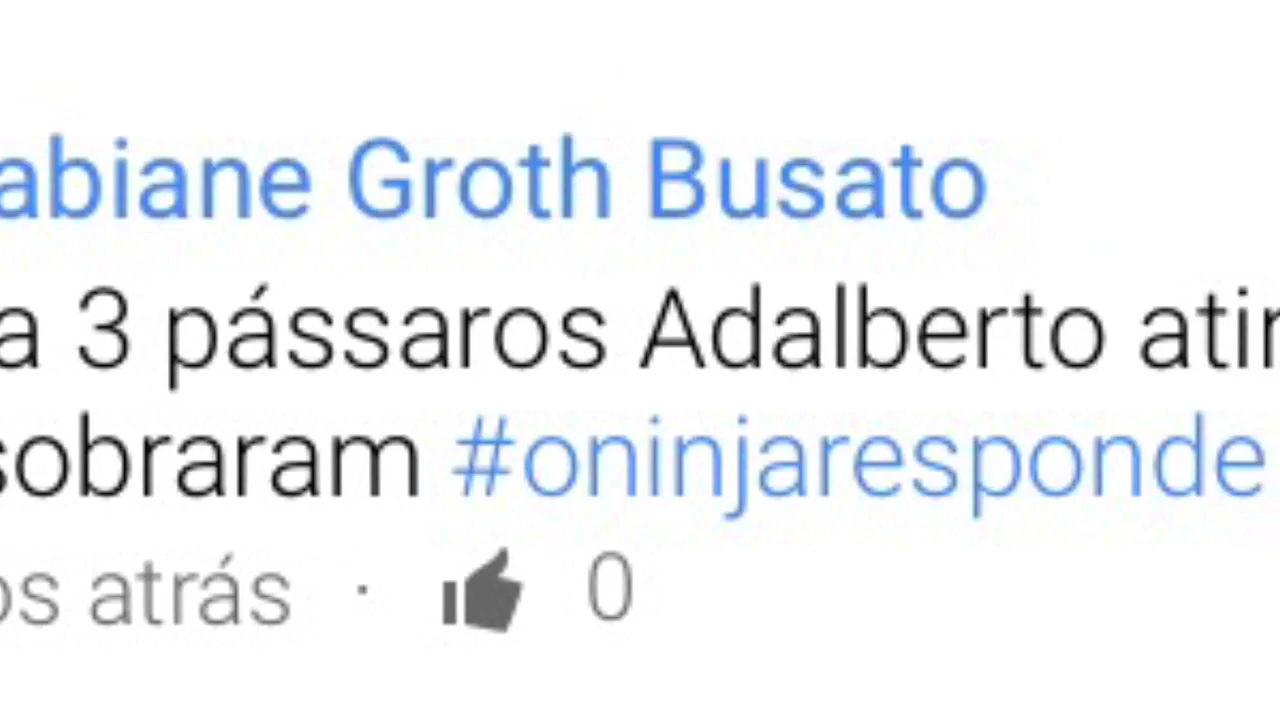 abiane Groth Busato
a 3 pássaros Adalberto atir
sobraram #oninjaresponde
os atrás · 0